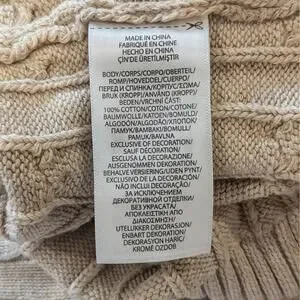 MADE IN CHINA
FABRIQUÉ EN CHINE
HECHO EN CHINA
ÇİN'DE ÜRETİLMİŞTİR
BODY/CORPS/CORPO/OBERTEIL/
ROMP/HOVEDDEL/CUERPO/
ПЕРЕД И СПИНКА/КОРПУС/ΣΩΜΑ/
BRUK (KROPP)/ANVÄND (KROPP)/
BEDEN/VRCHNÍ ČÁST:
100% COTTON/COTON/COTONE/
BAUMWOLLE/KATOEN/BOMULD/
ALGODÓN/ALGODÃO/ХЛОПОК/
ПАМУК/ΒΑΜΒΑΚΙ/BOMULL/
PAMUK/BAVLNA
EXCLUSIVE OF DECORATION/
SAUF DÉCORATION/
ESCLUSA LA DECORAZIONE/
AUSGENOMMEN DEKORATION/
BEHALVE VERSIERING/UDEN PYNT/
EXCLUSIVO DE LA DECORACIÓN/
NÃO INCLUI DECORAÇÃO/
ЗА ИСКЛЮЧЕНИЕМ
ДЕКОРАТИВНОЙ ОТДЕЛКИ/
БЕЗ УКРАСАТА/
ΑΠΟΚΛΕΙΣΤΙΚΗ ΑΠΟ
ΔΙΑΚΟΣΜΗΣΗ/
UTELUKKER DEKORASJON/
EXKLUSIVE DEKORATION/
DEKORASYON HARİÇ/
KROMĚ OZDOB